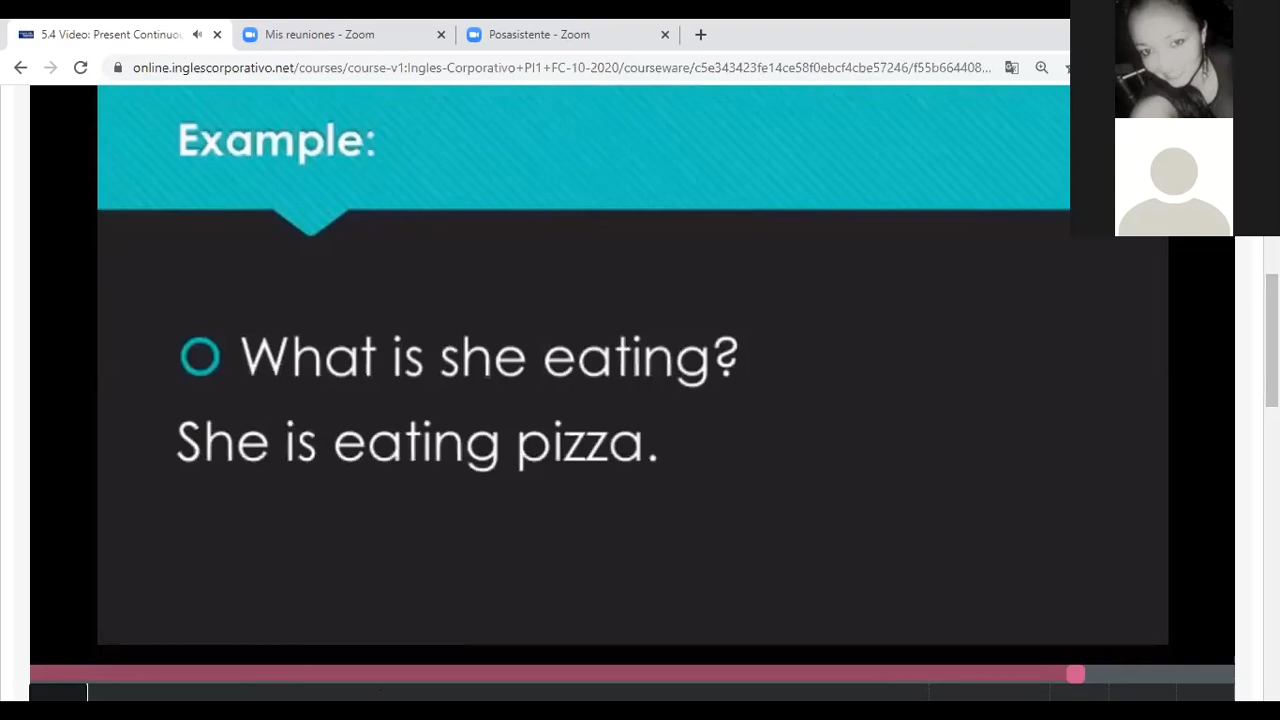 5.4 Video: Present Continuou
Mis reuniones - Zoom
Posasistente - Zoom
online.inglescorporativo.net/courses/course-v1:Ingles-Corporativo+PI1+FC-10-2020/courseware/c5e343423fe14ce58f0ebcf4cbe57246/f55b664408...
Example:
What is she eating?
She is eating pizza.